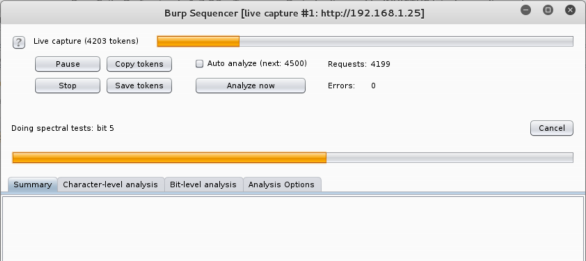 Burp Sequencer [live capture #1: http://192.168.1.25]
? Live capture (4203 tokens)
Pause Copy tokens Auto analyze (next: 4500) Requests: 4199
Stop Save tokens Analyze now Errors: 0
Doing spectral tests: bit 5 Cancel
Summary Character-level analysis Bit-level analysis Analysis Options